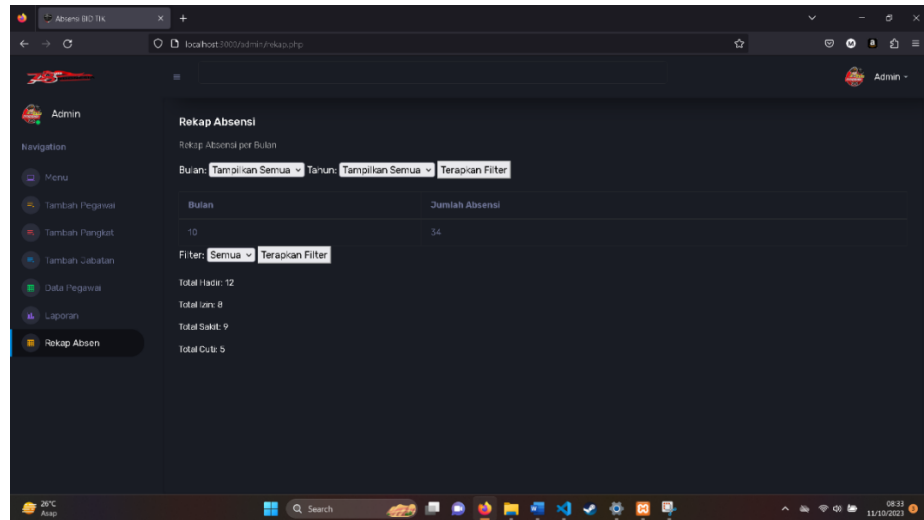 Absensi BID TIK
localhost:3000/admin/rekap.php
Admin
Admin
Navigation
Menu
Tambah Pegawai
Tambah Pangkat
Tambah Jabatan
Data Pegawai
Laporan
Rekap Absen
Rekap Absensi
Rekap Absensi per Bulan
Bulan: Tampilkan Semua Tahun: Tampilkan Semua Terapkan Filter
Bulan Jumlah Absensi
10 34
Filter: Semua Terapkan Filter
Total Hadir: 12
Total Izin: 8
Total Sakit: 9
Total Cuti: 5
26°C
Asap
Search
08:33
11/10/2023